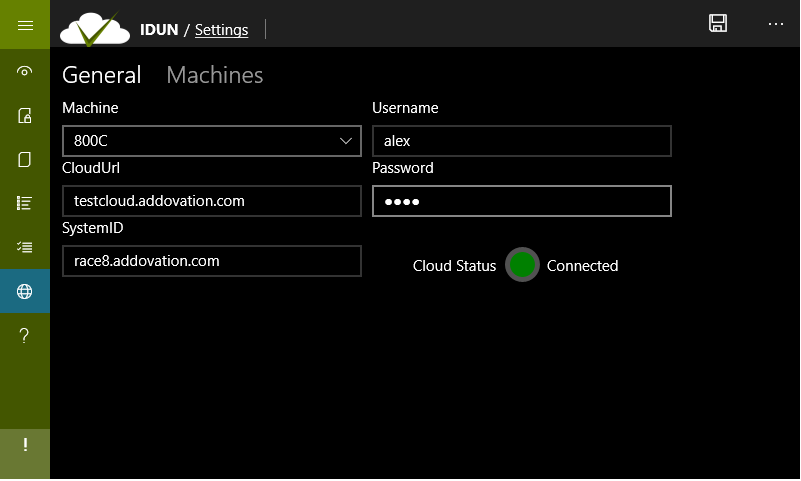 IDUN / Settings
General Machines
Machine
800C
CloudUrl
testcloud.addovation.com
SystemID
race8.addovation.com
Username
alex
Password
●●●●
Cloud Status Connected